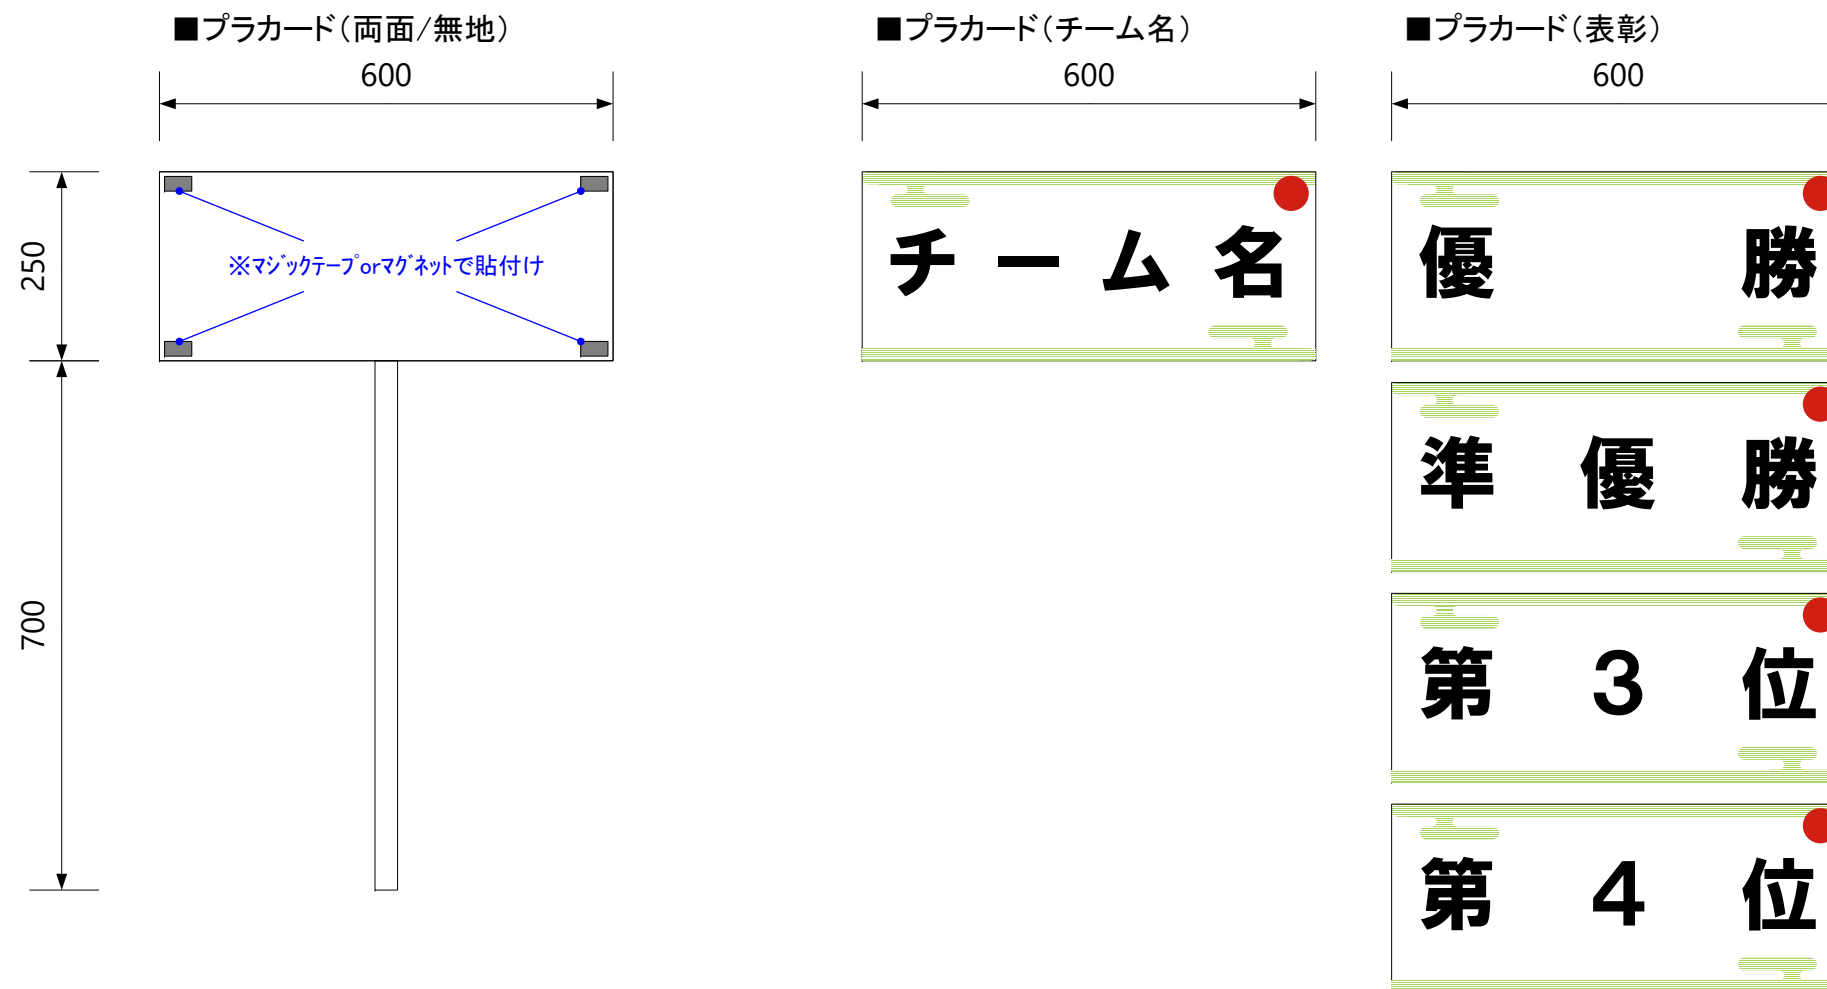 ■プラカード(両面/無地)
600
250
※マジックテープorマグネットで貼付け
700
■プラカード(チーム名)
600
チーム名
■プラカード(表彰)
600
優 勝
準 優 勝
第 3 位
第 4 位